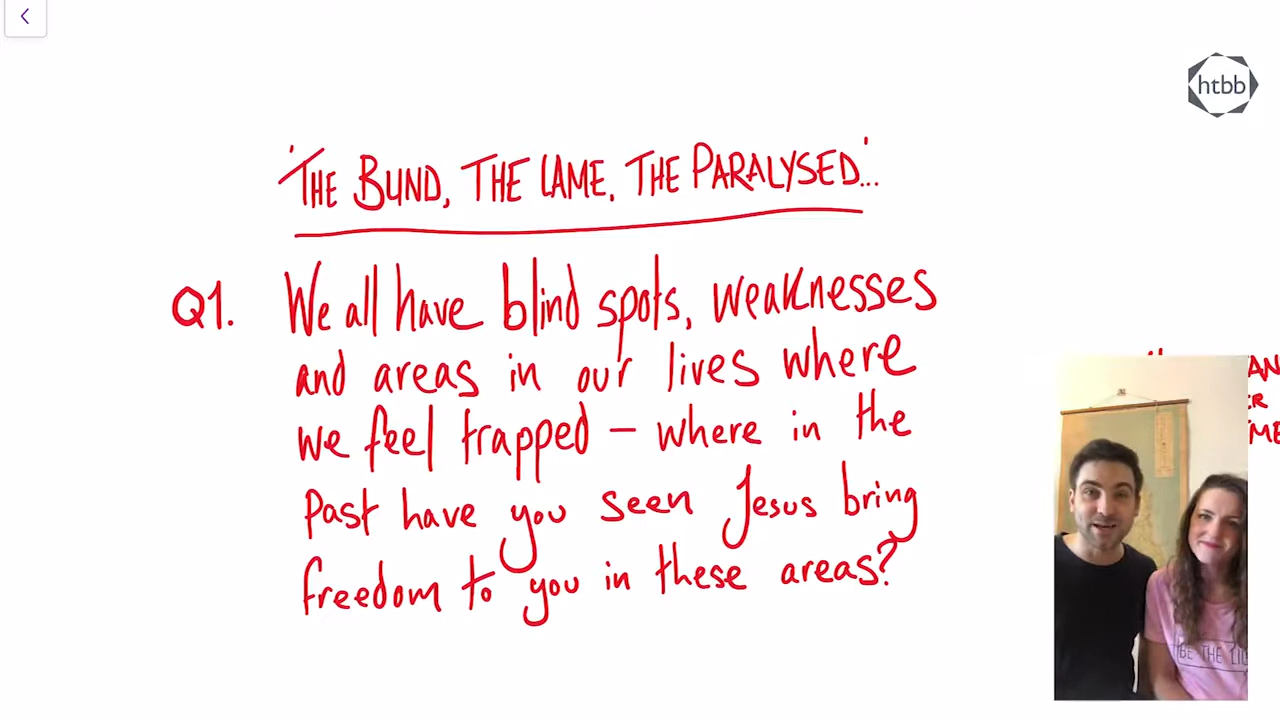 htbb
'THE BLIND, THE LAME, THE PARALYSED...'
Q1. We all have blind spots, weaknesses
and areas in our lives where
we feel trapped – where in the
Past have you seen Jesus bring
freedom to you in these areas?
BE THE